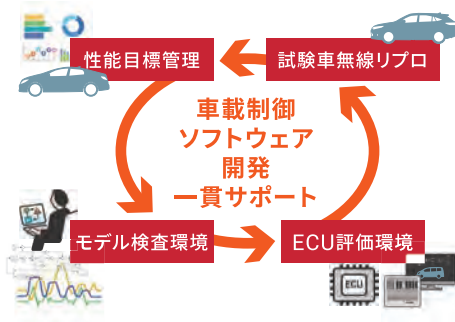 性能目標管理
試験車無線リプロ
車載制御
ソフトウェア
開発
一貫サポート
モデル検査環境
ECU評価環境
ECU